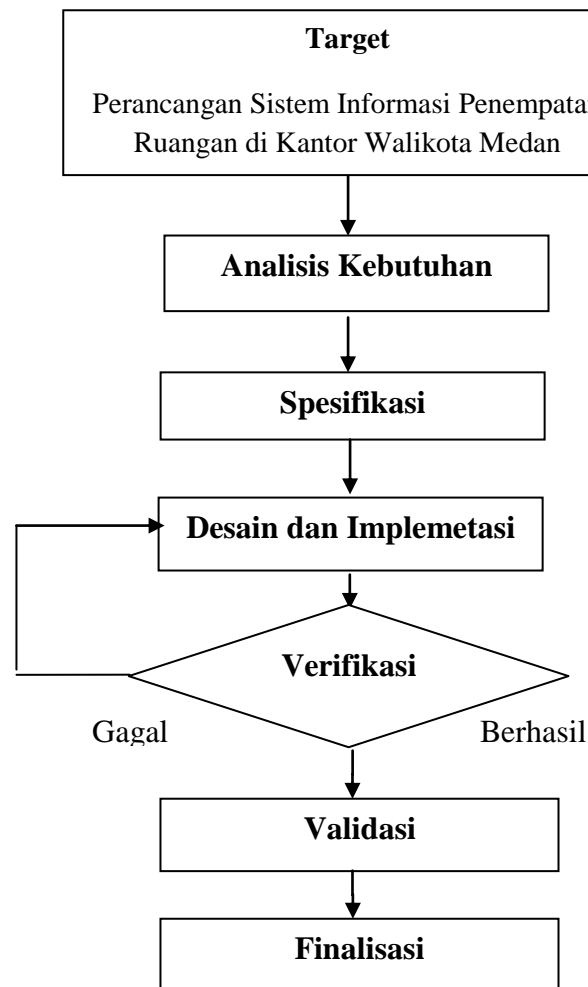 Target
Perancangan Sistem Informasi Penempata
Ruangan di Kantor Walikota Medan
Analisis Kebutuhan
Spesifikasi
Desain dan Implemetasi
Verifikasi
Gagal
Berhasil
Validasi
Finalisasi